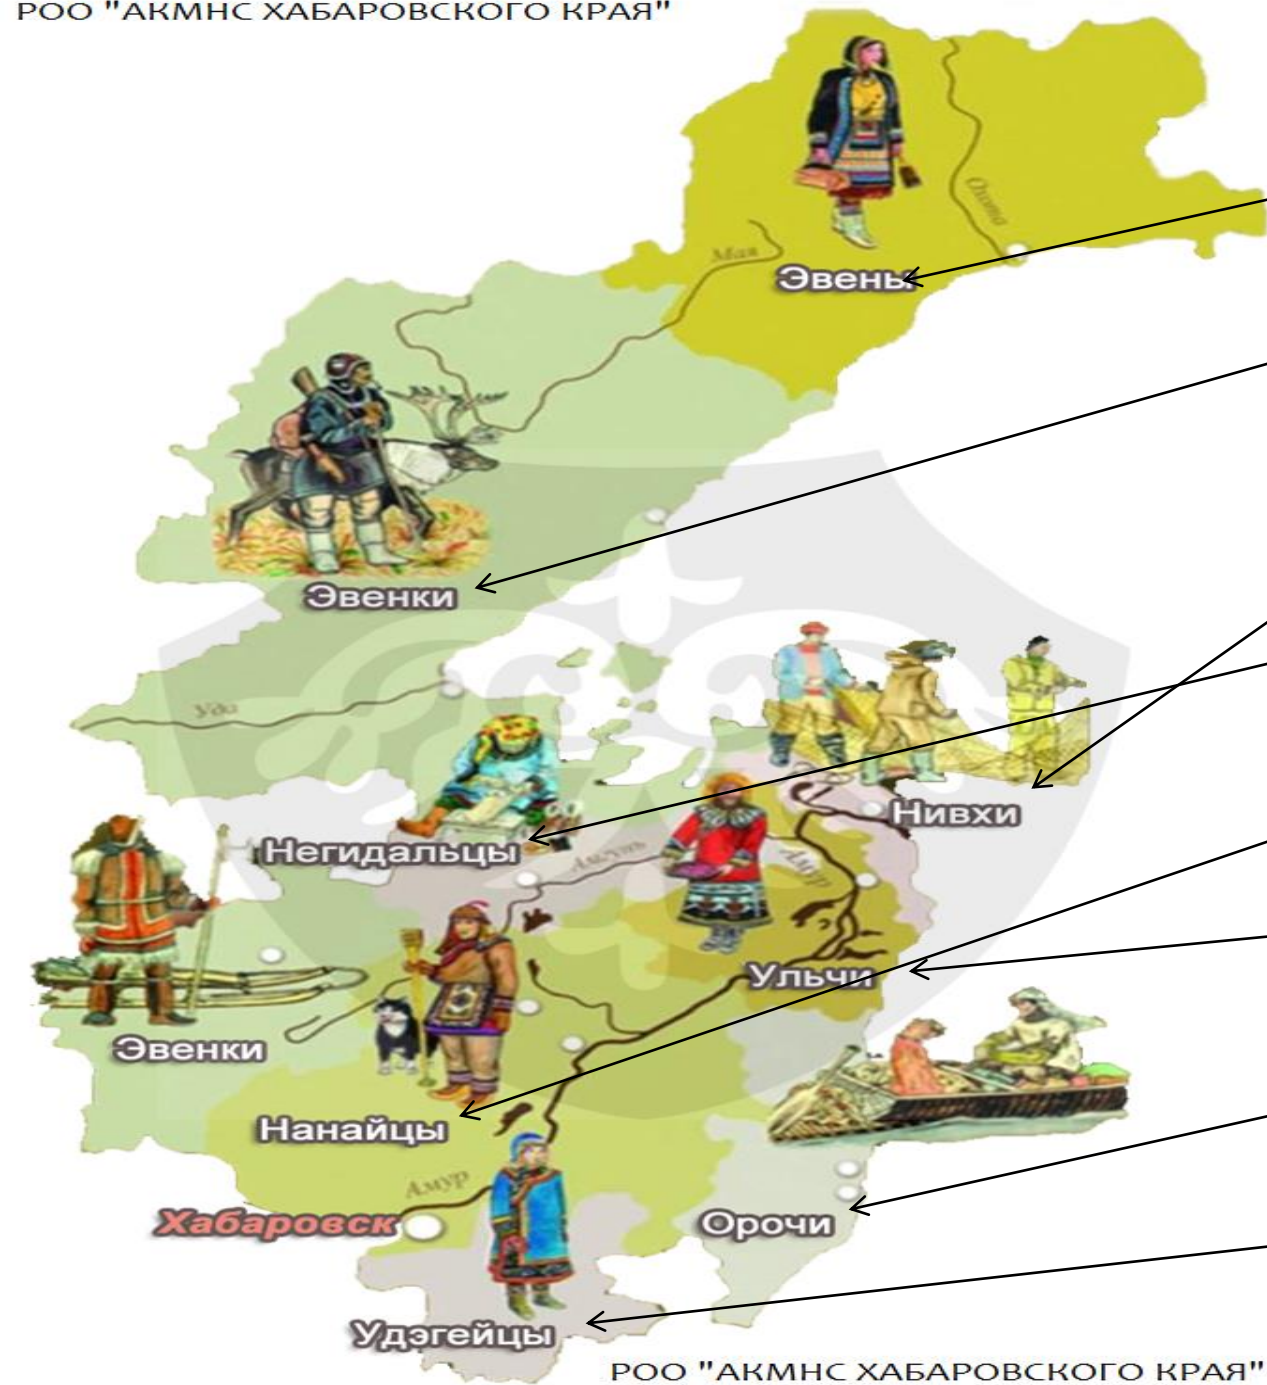 РОО "АКМНС ХАБАРОВСКОГО КРАЯ"
Охота
Мая
Эвены
Эвенки
Уда
Нивхи
Негидальцы
Амгунь
Амур
Ульчи
Эвенки
Нанайцы
Амур
Хабаровск
Орочи
Удэгейцы
РОО "АКМНС ХАБАРОВСКОГО КРАЯ"